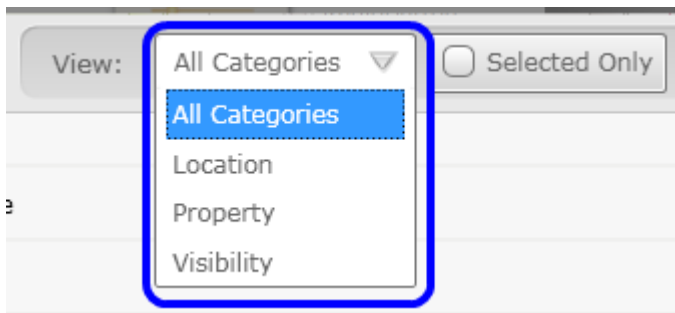 View: All Categories Selected Only
All Categories
Location
Property
Visibility